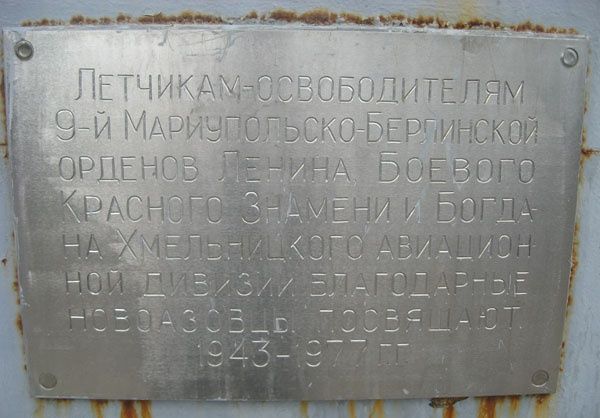 Летчикам-освободителям
9-й Мариупольско-Берлинской
орденов Ленина, Боевого
Красного Знамени и Богда-
на Хмельницкого авиацион-
ной дивизии благодарные
новоазовцы посвящают.
1943-1977 г.г.